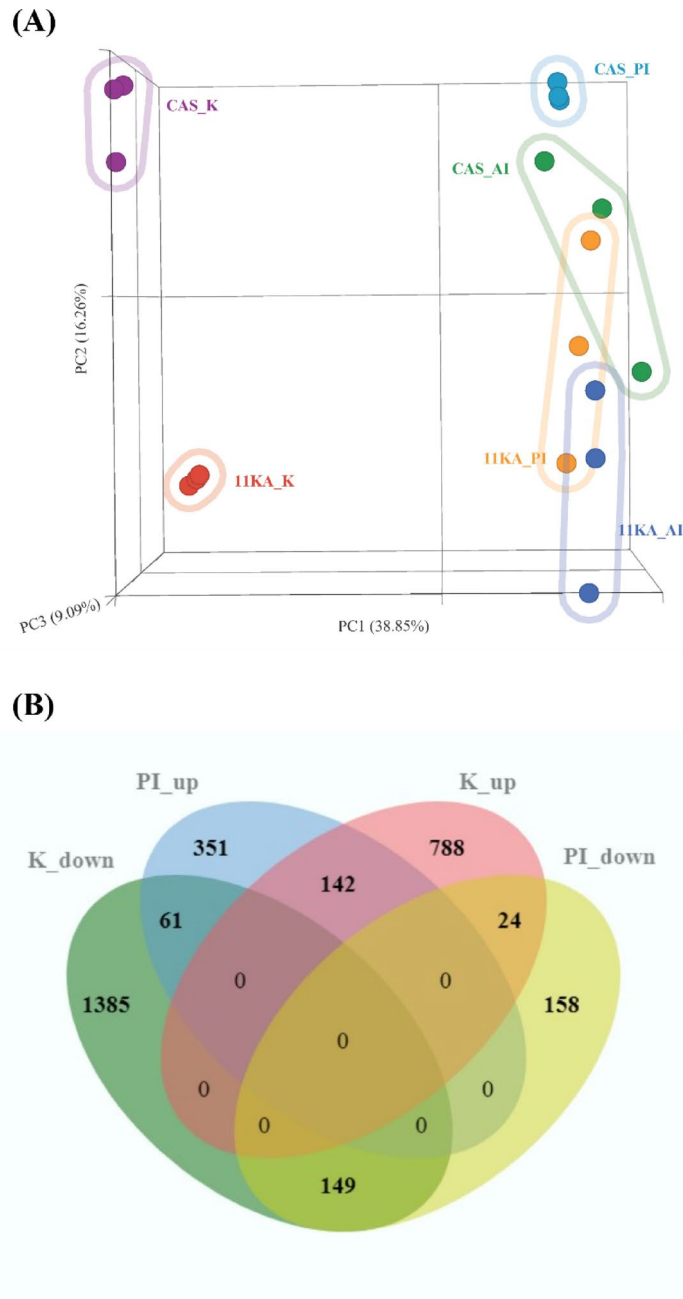 (A)
CAS_PI
CAS_K
CAS_AI
PC2 (16.26%)
11KA_PI
11KA_K
11KA_AI
PC3 (9.09%)
PC1 (38.85%)
(B)
PI_up
K_up
K_down
PI_down
351
788
142
61
24
0
0
1385
158
0
0
0
0
0
149